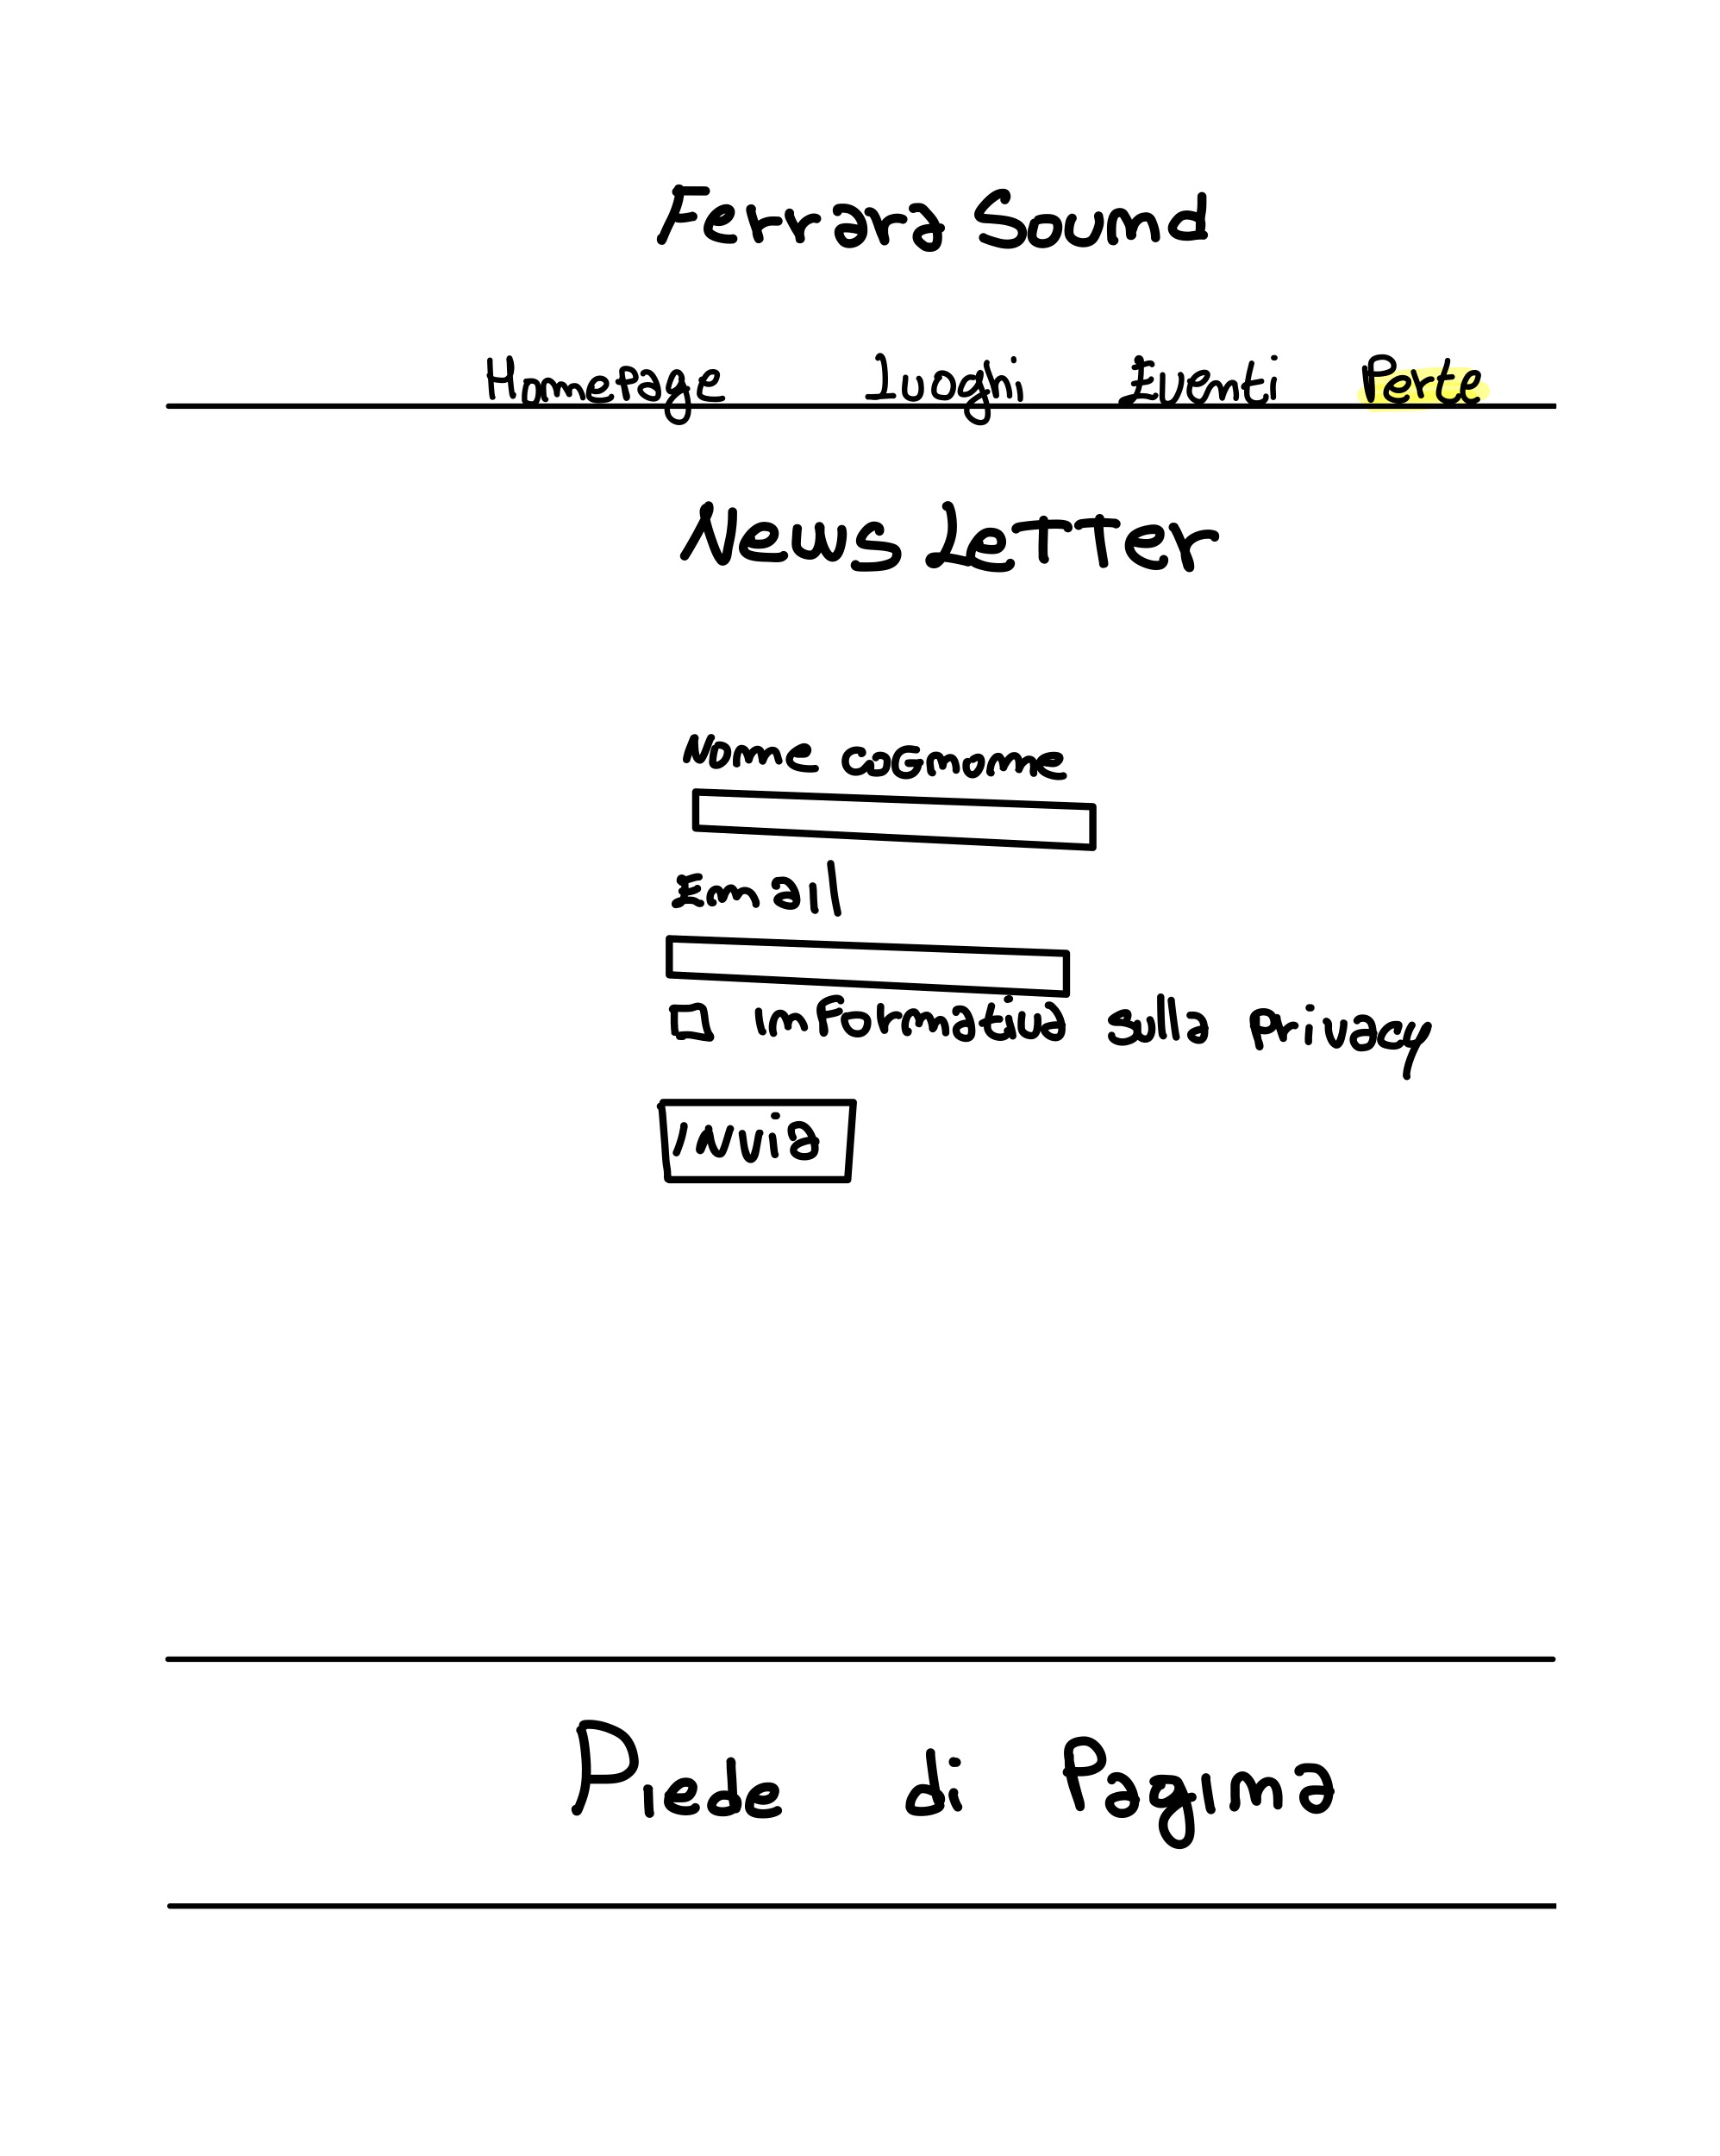 Ferrara Sound
Homepage Luoghi Eventi Perte
News Letter
Nome cognome
Email
informativa sulla privacy
Invia
Piede di Pagina